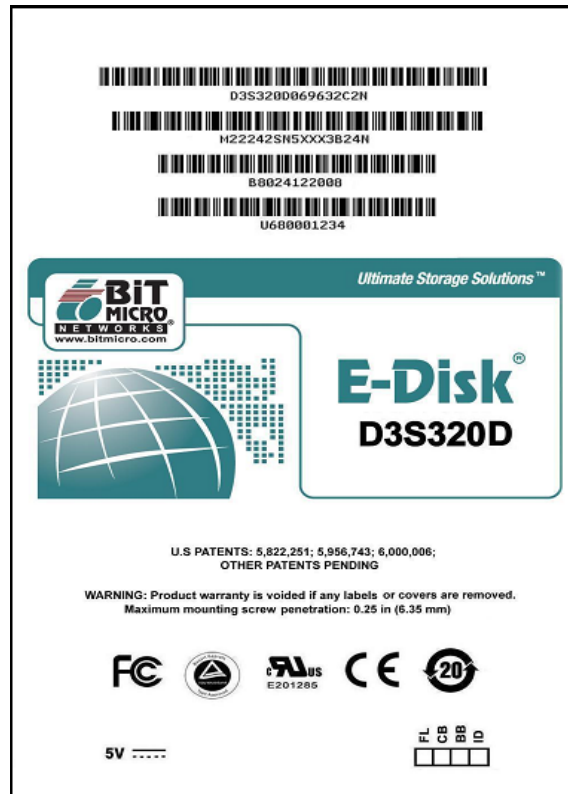 D3S320D069632C2N
M22242SN5XXX3B24N
B8024122008
U680001234
BiT
MICRO
NETWORKS®
www.bitmicro.com
Ultimate Storage Solutions™
E-Disk®
D3S320D
U.S PATENTS: 5,822,251; 5,956,743; 6,000,006;
OTHER PATENTS PENDING
WARNING: Product warranty is voided if any labels or covers are removed.
Maximum mounting screw penetration: 0.25 in (6.35 mm)
FC
c RU us
E201285
CE
20
5V
FL
CB
BB
ID